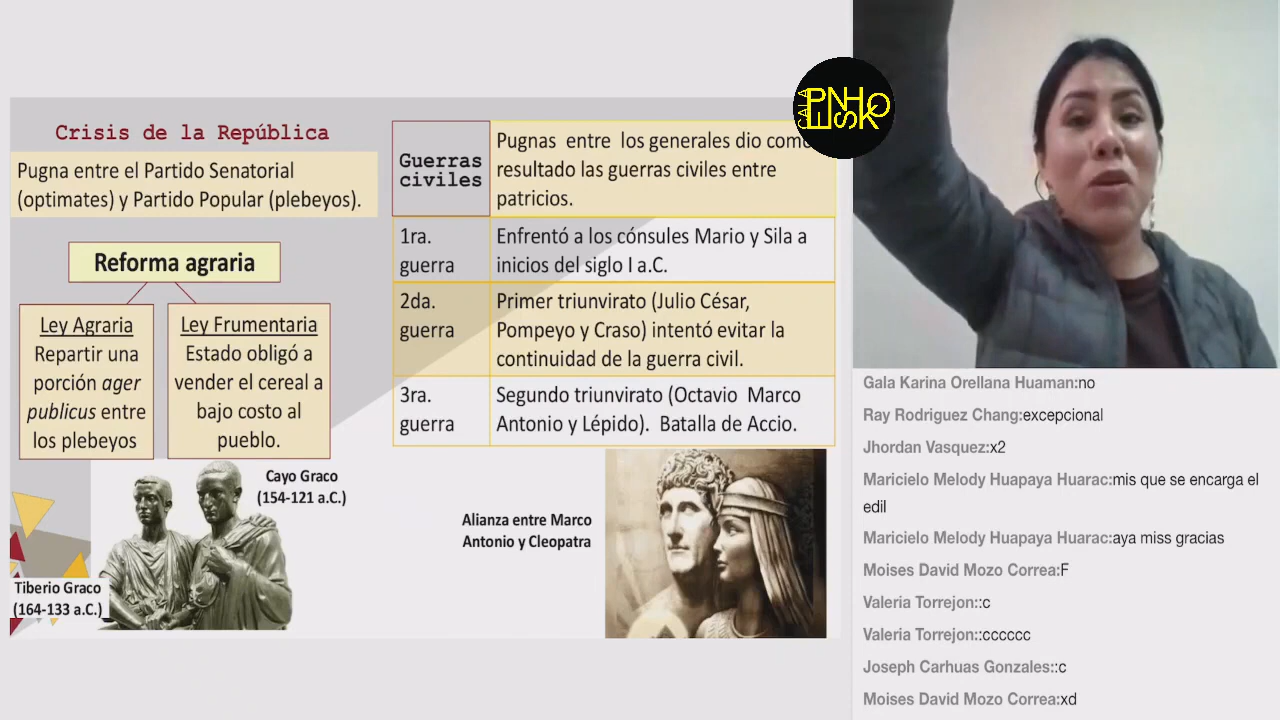 Crisis de la República
Pugna entre el Partido Senatorial
(optimates) y Partido Popular (plebeyos).
Reforma agraria
Ley Agraria
Repartir una
porción ager
publicus entre
los plebeyos
Ley Frumentaria
Estado obligó a
vender el cereal a
bajo costo al
pueblo.
Cayo Graco
(154-121 a.C.)
Tiberio Graco
(164-133 a.C.)
Guerras
civiles
Pugnas entre los generales dio como
resultado las guerras civiles entre
patricios.
1ra.
guerra
Enfrentó a los cónsules Mario y Sila a
inicios del siglo I a.C.
2da.
guerra
Primer triunvirato (Julio César,
Pompeyo y Craso) intentó evitar la
continuidad de la guerra civil.
3ra.
guerra
Segundo triunvirato (Octavio Marco
Antonio y Lépido). Batalla de Accio.
Alianza entre Marco
Antonio y Cleopatra
Gala Karina Orellana Huaman:no
Ray Rodriguez Chang:excepcional
Jhordan Vasquez:x2
Maricielo Melody Huapaya Huarac:mis que se encarga el
edil
Maricielo Melody Huapaya Huarac:aya miss gracias
Moises David Mozo Correa:F
Valeria Torrejon::c
Valeria Torrejon::cccccc
Joseph Carhuas Gonzales::c
Moises David Mozo Correa:xd